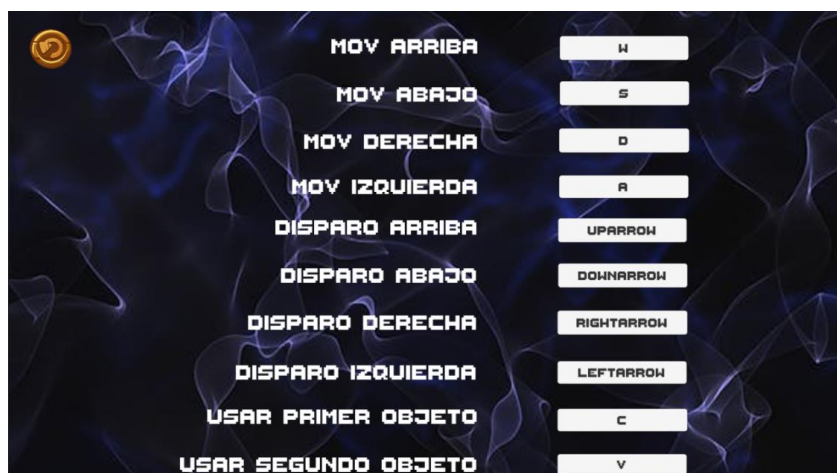 MOV ARRIBA W
MOV ABAJO S
MOV DERECHA D
MOV IZQUIERDA A
DISPARO ARRIBA UPARROW
DISPARO ABAJO DOWNARROW
DISPARO DERECHA RIGHTARROW
DISPARO IZQUIERDA LEFTARROW
USAR PRIMER OBJETO C
USAR SEGUNDO OBJETO V